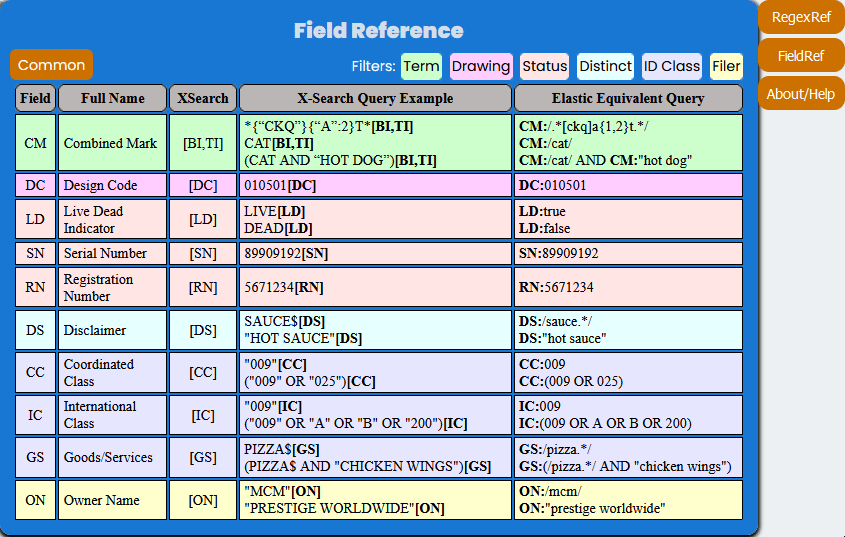 Field Reference
RegexRef
FieldRef
About/Help
Common
Filters: Term Drawing Status Distinct ID Class Filer
Field Full Name XSearch X-Search Query Example Elastic Equivalent Query
CM Combined Mark [BI,TI]
*{“CKQ”}{“A”:2}T*[BI,TI]
CAT[BI,TI]
(CAT AND “HOT DOG”)[BI,TI]
CM:/.*[ckq]a{1,2}t.*/
CM:/cat/
CM:/cat/ AND CM:"hot dog"
DC Design Code [DC] 010501[DC] DC:010501
LD
Live Dead
Indicator
[LD]
LIVE[LD]
DEAD[LD]
LD:true
LD:false
SN Serial Number [SN] 89909192[SN] SN:89909192
RN
Registration
Number
[RN] 5671234[RN] RN:5671234
DS Disclaimer [DS]
SAUCE$[DS]
"HOT SAUCE"[DS]
DS:/sauce.*/
DS:"hot sauce"
CC
Coordinated
Class
[CC]
"009"[CC]
("009" OR "025")[CC]
CC:009
CC:(009 OR 025)
IC
International
Class
[IC]
"009"[IC]
("009" OR "A" OR "B" OR "200")[IC]
IC:009
IC:(009 OR A OR B OR 200)
GS Goods/Services [GS]
PIZZA$[GS]
(PIZZA$ AND "CHICKEN WINGS")[GS]
GS:/pizza.*/
GS:(/pizza.*/ AND "chicken wings")
ON Owner Name [ON]
"MCM"[ON]
"PRESTIGE WORLDWIDE"[ON]
ON:/mcm/
ON:"prestige worldwide"